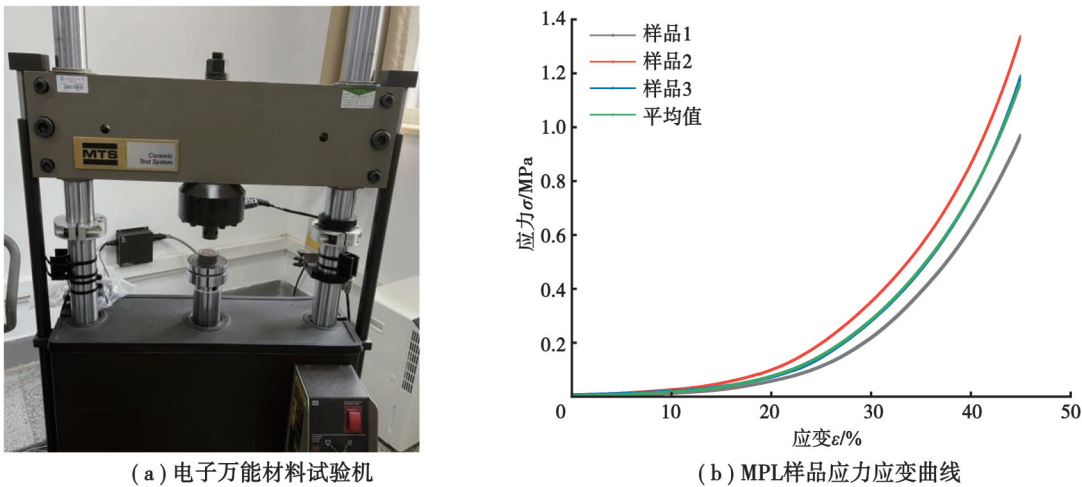 MTS
Ceramic
Test System
1.4
1.2
1.0
0.8
0.6
0.4
0.2
0
10
20
30
40
50
应力σ/MPa
应变ε/%
样品1
样品2
样品3
平均值
(a)电子万能材料试验机
(b)MPL样品应力应变曲线